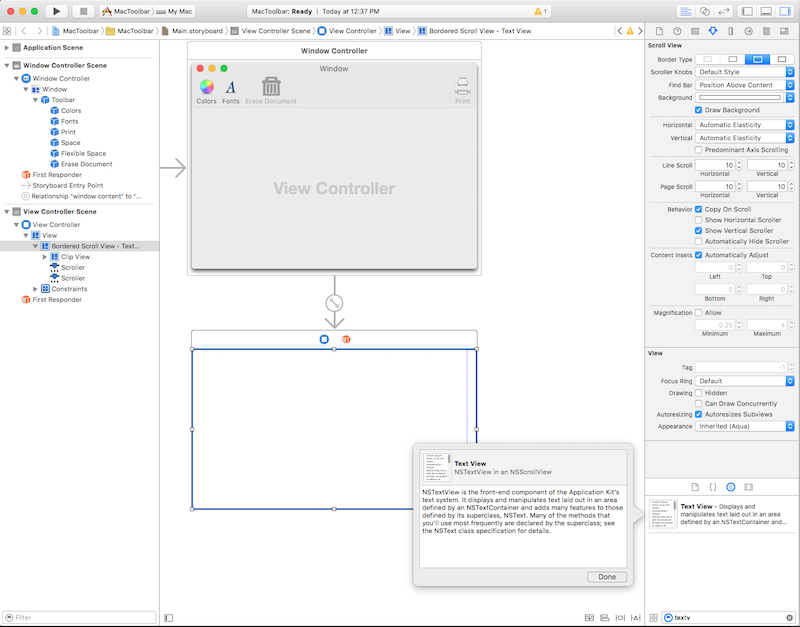 MacToolbar
My Mac
MacToolbar: Ready | Today at 12:37 PM
1
MacToolbar
MacToolbar
Main.storyboard
View Controller Scene
View Controller
View
Bordered Scroll View - Text View
Application Scene
Window Controller Scene
Window Controller
Window
Toolbar
Colors
Fonts
Print
Space
Flexible Space
Erase Document
First Responder
Storyboard Entry Point
Relationship "window content" to "...
View Controller Scene
View Controller
View
Bordered Scroll View - Text...
Clip View
Scroller
Scroller
Constraints
First Responder
Filter
Window Controller
Window
Colors
Fonts
Erase Document
Print
View Controller
Text View
NSTextView in an NSScrollView
NSTextView is the front-end component of the Application Kit's
text system. It displays and manipulates text laid out in an area
defined by an NSTextContainer and adds many features to those
defined by its superclass, NSText. Many of the methods that
you'll use most frequently are declared by the superclass; see
the NSText class specification for details.
Done
Scroll View
Border Type
Scroller Knobs Default Style
Find Bar Position Above Content
Background
Draw Background
Horizontal Automatic Elasticity
Vertical Automatic Elasticity
Predominant Axis Scrolling
Line Scroll 10 10
Horizontal Vertical
Page Scroll 10 10
Horizontal Vertical
Behavior Copy On Scroll
Show Horizontal Scroller
Show Vertical Scroller
Automatically Hide Scroller
Content Insets Automatically Adjust
0 0
Left Top
0 0
Bottom Right
Magnification Allow
0.25 4
Minimum Maximum
View
Tag -1
Focus Ring Default
Drawing Hidden
Can Draw Concurrently
Autoresizing Autoresizes Subviews
Appearance Inherited (Aqua)
Text View - Displays and
manipulates text laid out in an area
defined by an NSTextContainer and...
textv